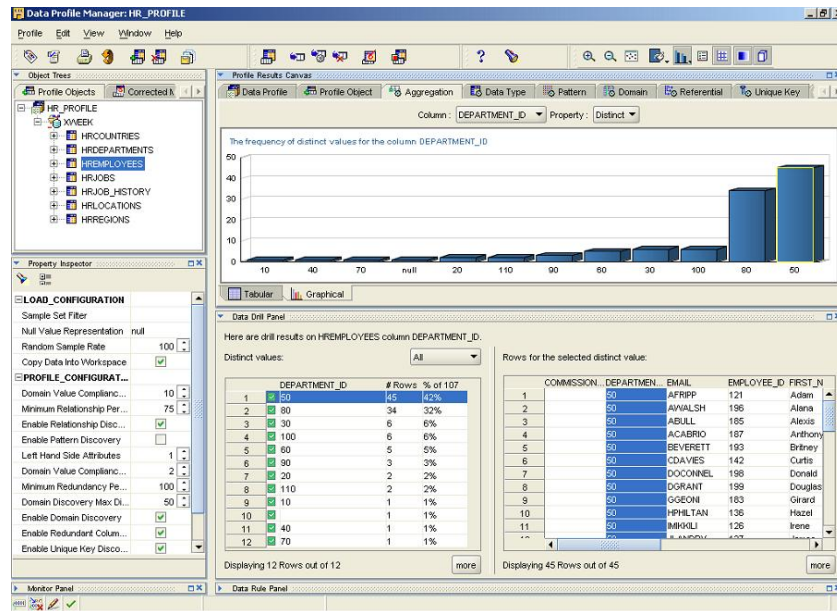 Data Profile Manager: HR_PROFILE
Profile Edit View Window Help
Object Trees
Profile Objects Corrected M
HR_PROFILE
XWEEK
HRCOUNTRIES
HRDEPARTMENTS
HREMPLOYEES
HRJOBS
HRJOB_HISTORY
HRLOCATIONS
HRREGIONS
Property Inspector
LOAD_CONFIGURATION
Sample Set Filter
Null Value Representation null
Random Sample Rate 100
Copy Data Into Workspace
PROFILE_CONFIGURAT...
Domain Value Complianc... 10
Minimum Relationship Per... 75
Enable Relationship Disc...
Enable Pattern Discovery
Left Hand Side Attributes 1
Domain Value Complianc... 2
Minimum Redundancy Pe... 100
Domain Discovery Max Di... 50
Enable Domain Discovery
Enable Redundant Colum...
Enable Unique Key Disco...
Monitor Panel
Profile Results Canvas
Data Profile Profile Object Aggregation Data Type Pattern Domain Referential Unique Key
Column : DEPARTMENT_ID Property : Distinct
The frequency of distinct values for the column DEPARTMENT_ID
50
40
30
20
10
0
10 40 70 null 20 110 90 60 30 100 80 50
Tabular Graphical
Data Drill Panel
Here are drill results on HREMPLOYEES column DEPARTMENT_ID.
Distinct values: All
DEPARTMENT_ID # Rows % of 107
1 50 45 42%
2 80 34 32%
3 30 6 6%
4 100 6 6%
5 60 5 5%
6 90 3 3%
7 20 2 2%
8 110 2 2%
9 10 1 1%
10 1 1%
11 40 1 1%
12 70 1 1%
Displaying 12 Rows out of 12 more
Rows for the selected distinct value:
COMMISSION... DEPARTMEN... EMAIL EMPLOYEE_ID FIRST_N
1 50 AFRIPP 121 Adam
2 50 AWALSH 196 Alana
3 50 ABULL 185 Alexis
4 50 ACABRIO 187 Anthony
5 50 BEVERETT 193 Britney
6 50 CDAVIES 142 Curtis
7 50 DOCONNEL 198 Donald
8 50 DGRANT 199 Douglas
9 50 GGEONI 183 Girard
10 50 HPHILTAN 136 Hazel
11 50 IMIKKILI 126 Irene
Displaying 45 Rows out of 45 more
Data Rule Panel